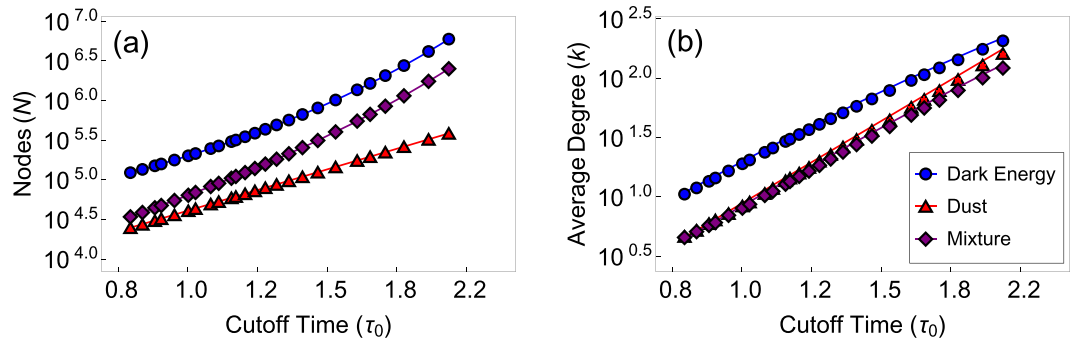 (a)
Nodes (N)
10^7.0
10^6.5
10^6.0
10^5.5
10^5.0
10^4.5
10^4.0
0.8 1.0 1.2 1.5 1.8 2.2
Cutoff Time (τ₀)
(b)
Average Degree (k)
10^2.5
10^2.0
10^1.5
10^1.0
10^0.5
0.8 1.0 1.2 1.5 1.8 2.2
Cutoff Time (τ₀)
Dark Energy
Dust
Mixture